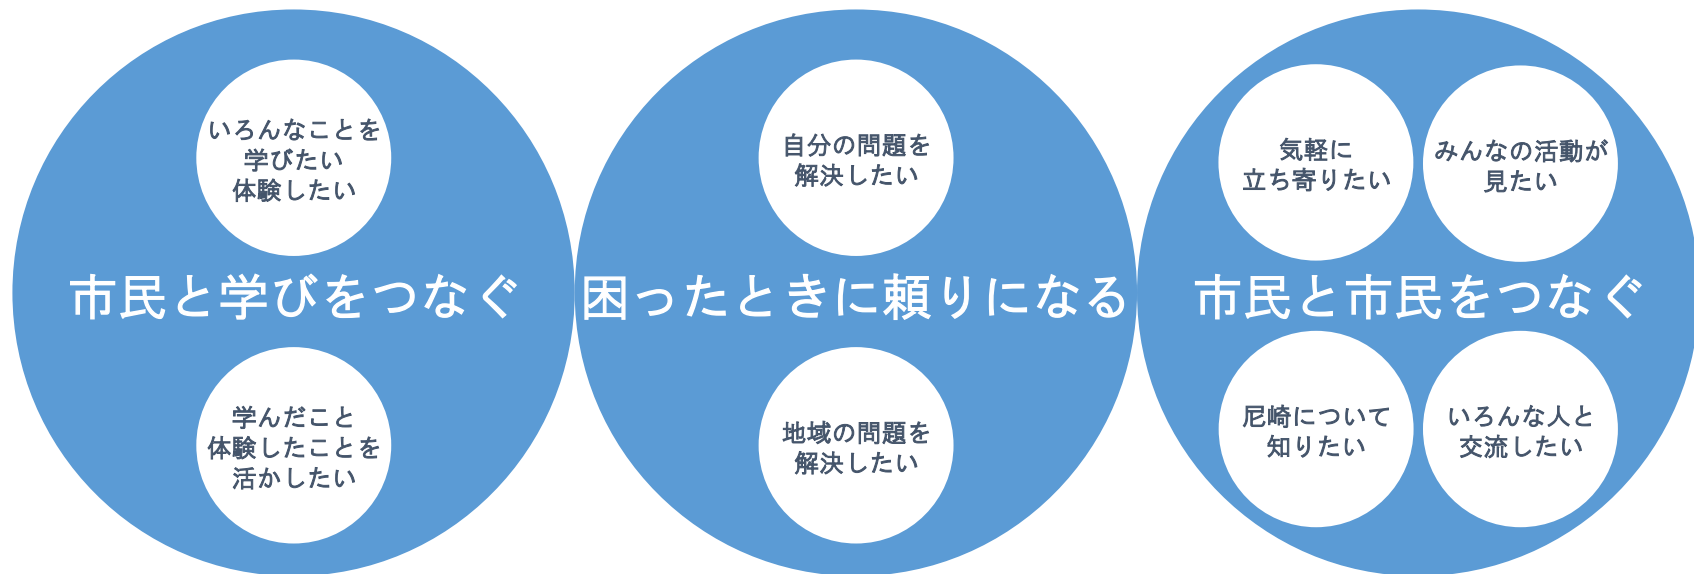 いろんなことを
学びたい
体験したい
市民と学びをつなぐ
学んだこと
体験したことを
活かしたい
自分の問題を
解決したい
困ったときに頼りになる
地域の問題を
解決したい
気軽に
立ち寄りたい
みんなの活動が
見たい
市民と市民をつなぐ
尼崎について
知りたい
いろんな人と
交流したい